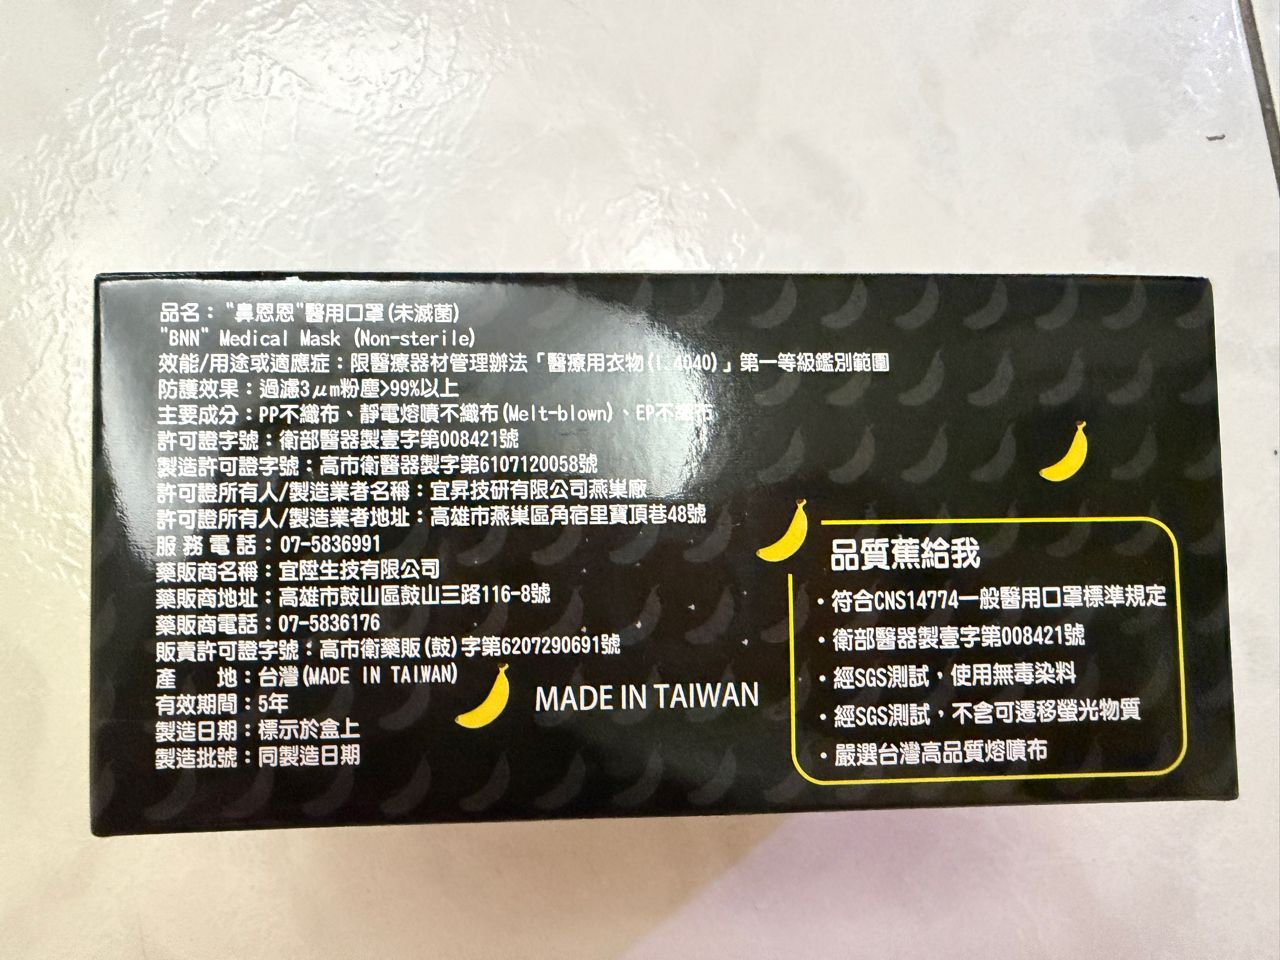 品名："鼻恩恩"醫用口罩(未滅菌)
"BNN" Medical Mask (Non-sterile)
效能/用途或適應症：限醫療器材管理辦法「醫療用衣物(I.4040)」第一等級鑑別範圍
防護效果：過濾3μm粉塵>99%以上
主要成分：PP不織布、靜電熔噴不織布(Melt-blown)、EP不織布
許可證字號：衛部醫器製壹字第008421號
製造許可證字號：高市衛醫器製字第6107120058號
許可證所有人/製造業者名稱：宜昇技研有限公司燕巢廠
許可證所有人/製造業者地址：高雄市燕巢區角宿里寶頂巷48號
服務電話：07-5836991
藥販商名稱：宜陞生技有限公司
藥販商地址：高雄市鼓山區鼓山三路116-8號
藥販商電話：07-5836176
販賣許可證字號：高市衛藥販(鼓)字第6207290691號
產　　地：台灣(MADE IN TAIWAN)
有效期間：5年
製造日期：標示於盒上
製造批號：同製造日期
MADE IN TAIWAN
品質蕉給我
・符合CNS14774一般醫用口罩標準規定
・衛部醫器製壹字第008421號
・經SGS測試，使用無毒染料
・經SGS測試，不含可遷移螢光物質
・嚴選台灣高品質熔噴布